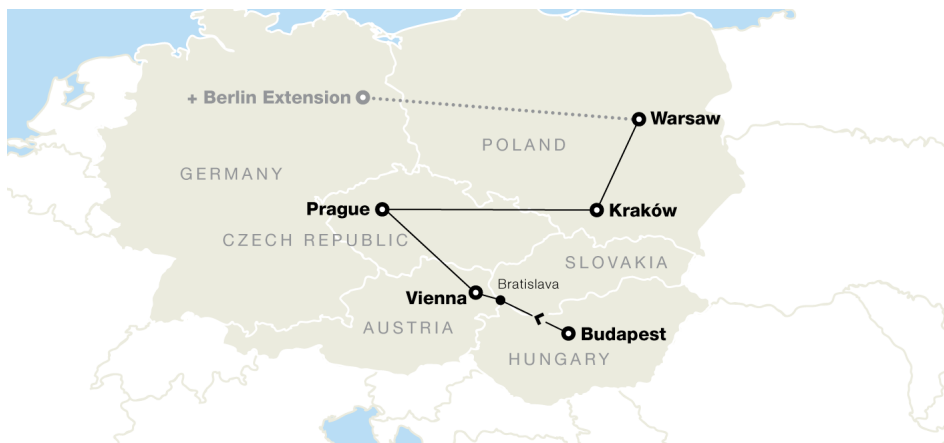 + Berlin Extension
Warsaw
POLAND
GERMANY
Prague
Kraków
CZECH REPUBLIC
SLOVAKIA
Bratislava
Vienna
AUSTRIA
Budapest
HUNGARY